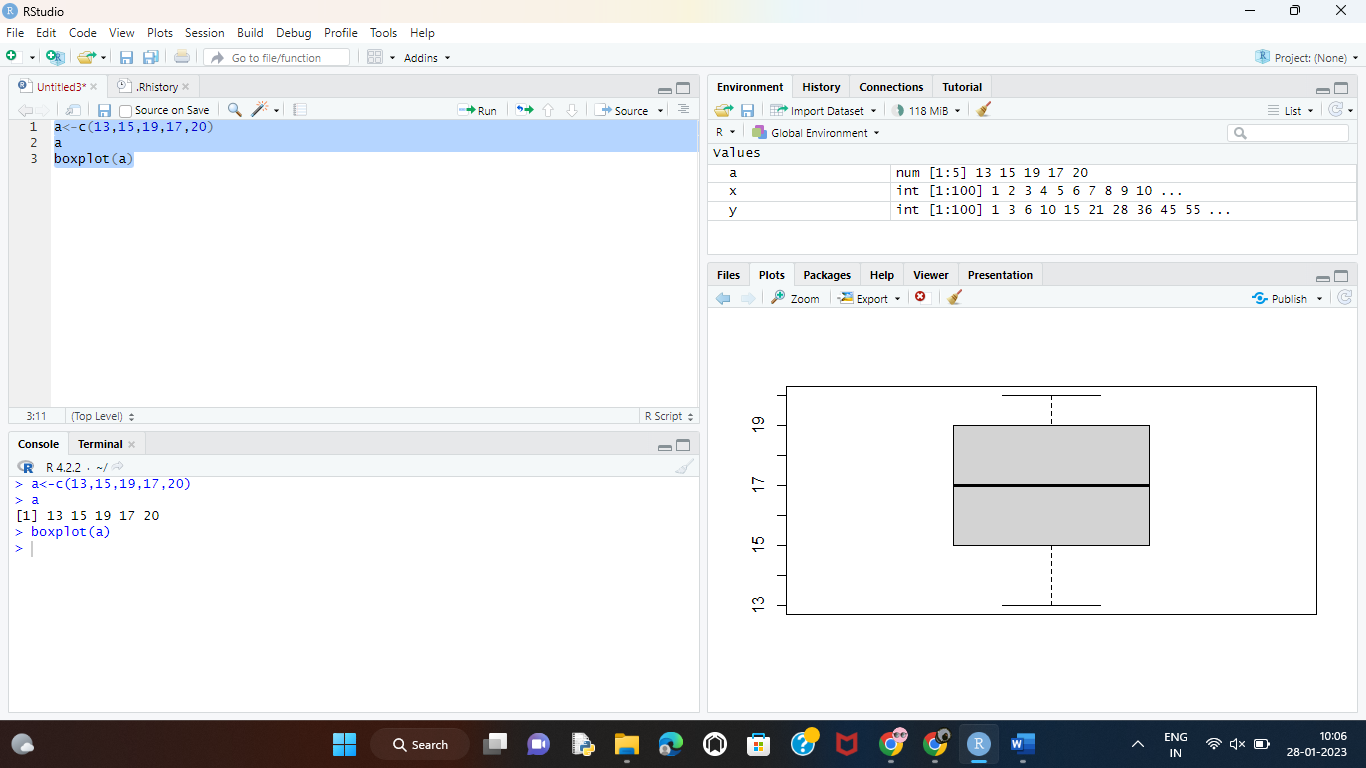 RStudio
File Edit Code View Plots Session Build Debug Profile Tools Help
Go to file/function Addins Project: (None)
Untitled3* .Rhistory
Source on Save Run Source
1 a<-c(13,15,19,17,20)
2 a
3 boxplot(a)
3:11 (Top Level) R Script
Console Terminal
R 4.2.2 . ~/
> a<-c(13,15,19,17,20)
> a
[1] 13 15 19 17 20
> boxplot(a)
>
Environment History Connections Tutorial
Import Dataset 118 MiB List
R Global Environment
Values
a num [1:5] 13 15 19 17 20
x int [1:100] 1 2 3 4 5 6 7 8 9 10 ...
y int [1:100] 1 3 6 10 15 21 28 36 45 55 ...
Files Plots Packages Help Viewer Presentation
Zoom Export Publish
19
17
15
13
Search
ENG
IN
10:06
28-01-2023